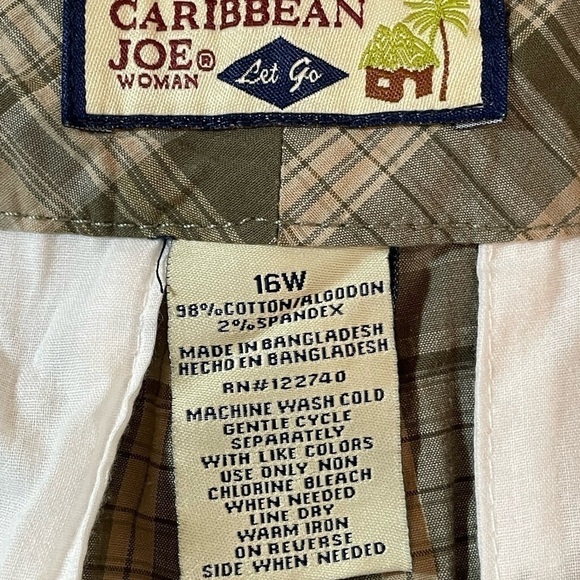 CARIBBEAN
JOE®
WOMAN
Let Go
16W
98%COTTON/ALGODON
2%SPANDEX
MADE IN BANGLADESH
HECHO EN BANGLADESH
RN#122740
MACHINE WASH COLD
GENTLE CYCLE
SEPARATELY
WITH LIKE COLORS
USE ONLY NON
CHLORINE BLEACH
WHEN NEEDED
LINE DRY
WARM IRON
ON REVERSE
SIDE WHEN NEEDED